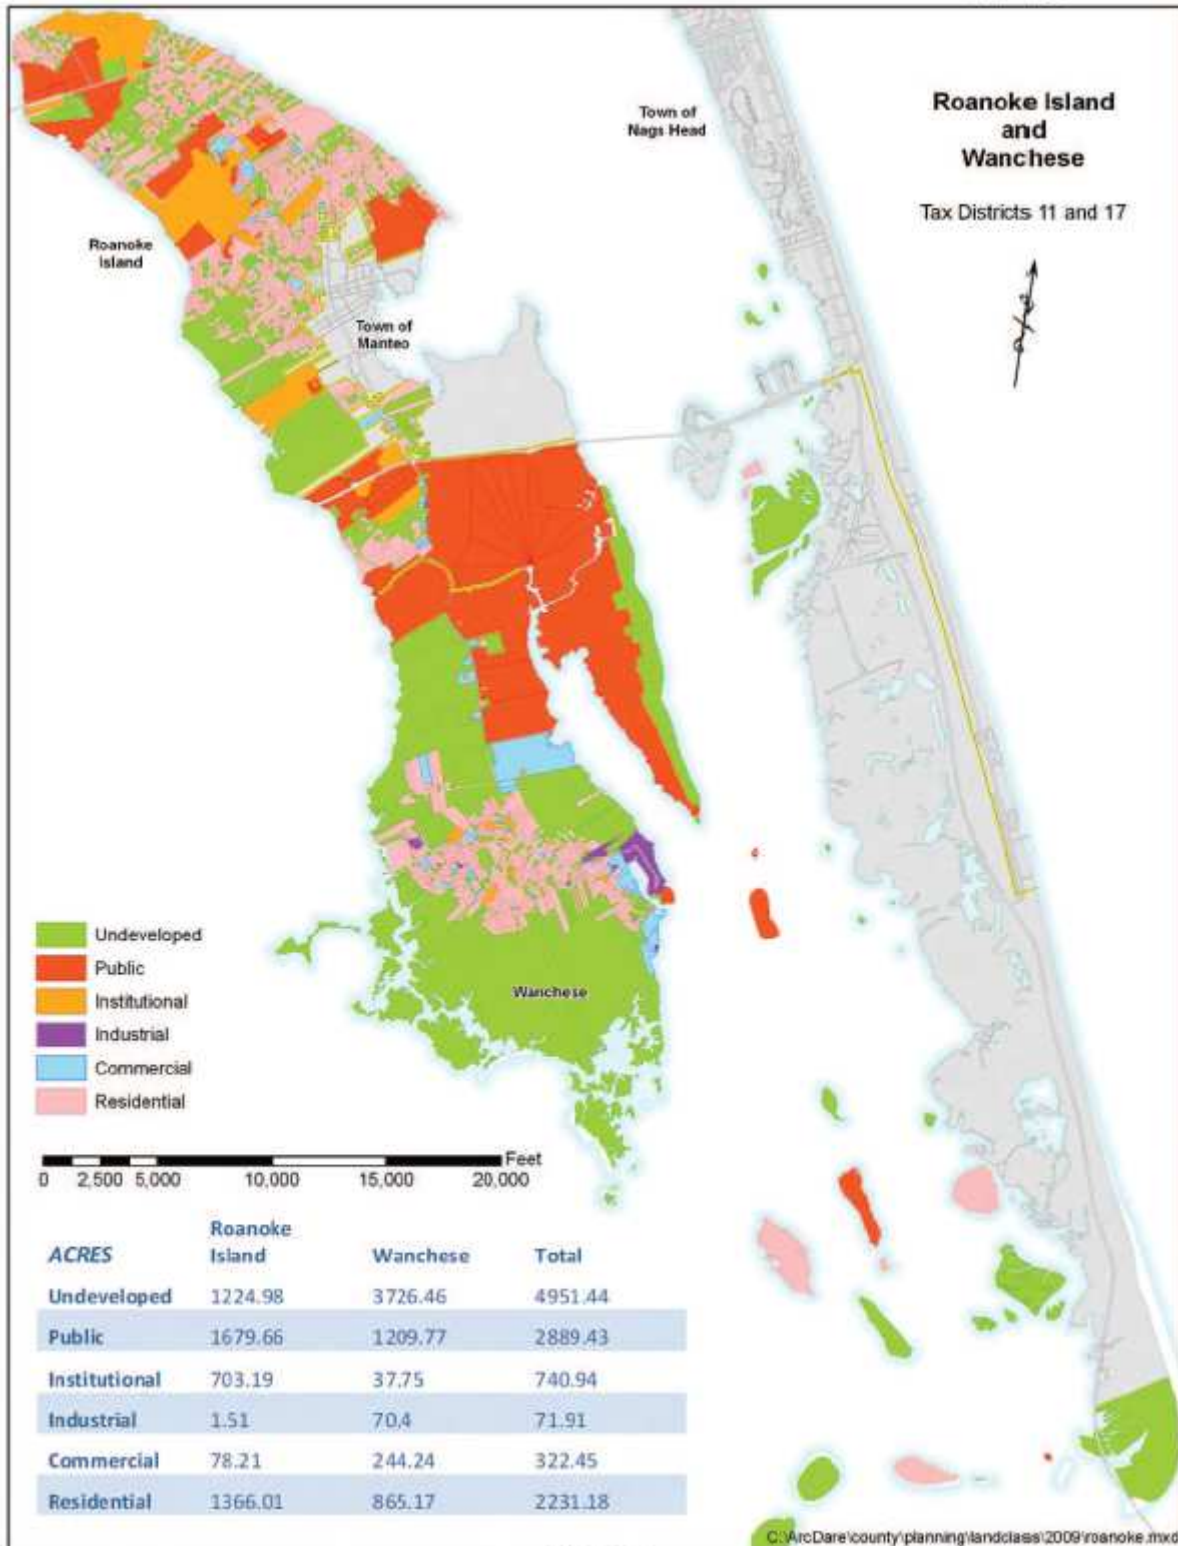 Roanoke Island
and
Wanchese
Tax Districts 11 and 17
Town of
Nags Head
Roanoke
Island
Town of
Manteo
Wanchese
Undeveloped
Public
Institutional
Industrial
Commercial
Residential
Feet
0 2,500 5,000 10,000 15,000 20,000
ACRES Roanoke Island Wanchese Total
Undeveloped 1224.98 3726.46 4951.44
Public 1679.66 1209.77 2889.43
Institutional 703.19 37.75 740.94
Industrial 1.51 70.4 71.91
Commercial 78.21 244.24 322.45
Residential 1366.01 865.17 2231.18
C:\ArcDare\county\planning\landclass\2009\roanoke.mxd